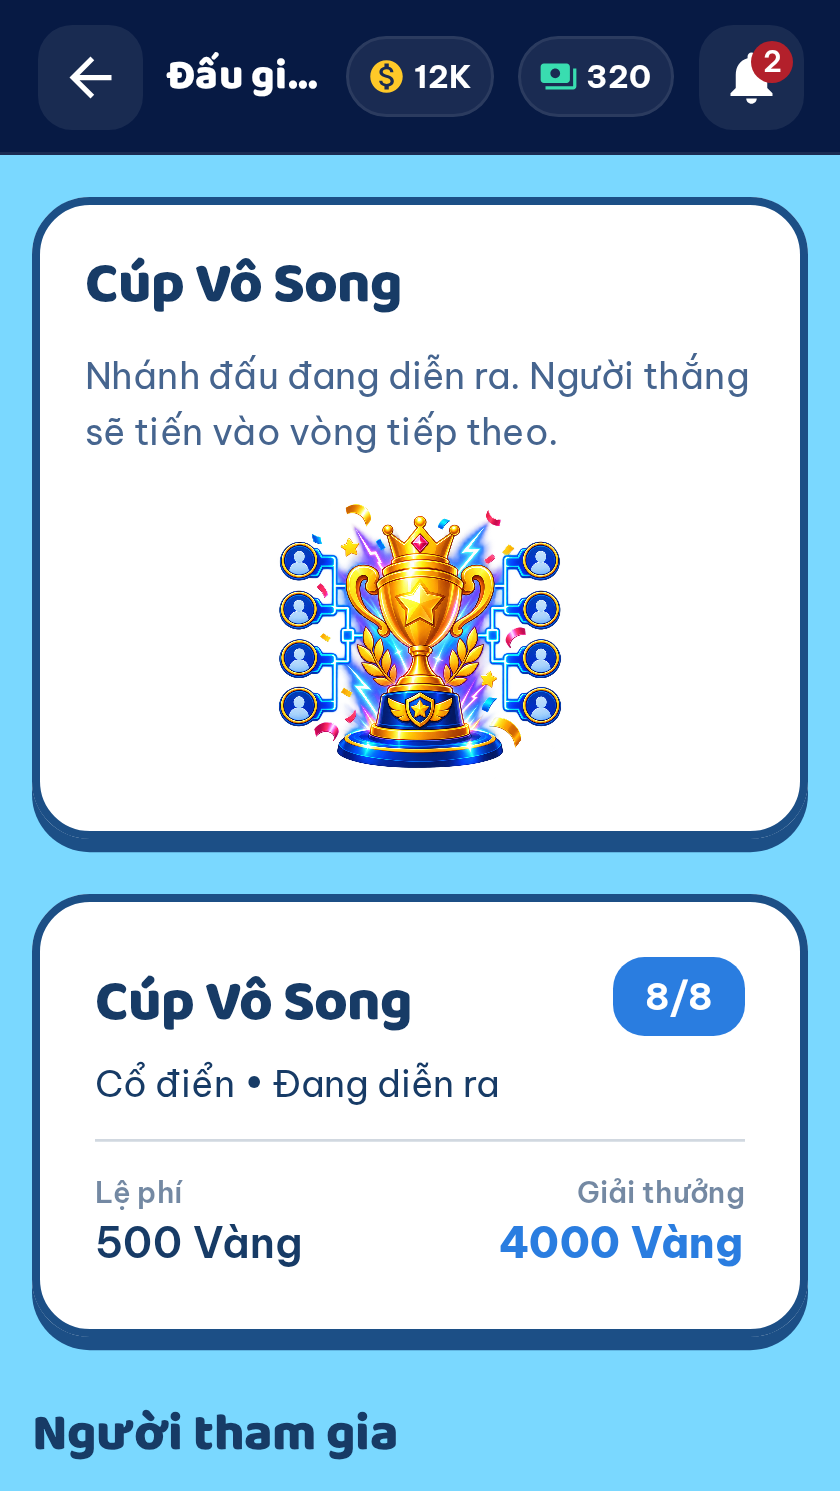 Đấu gi...
12K
320
2
Cúp Vô Song
Nhánh đấu đang diễn ra. Người thắng
sẽ tiến vào vòng tiếp theo.
Cúp Vô Song
8/8
Cổ điển • Đang diễn ra
Lệ phí
Giải thưởng
500 Vàng
4000 Vàng
Người tham gia